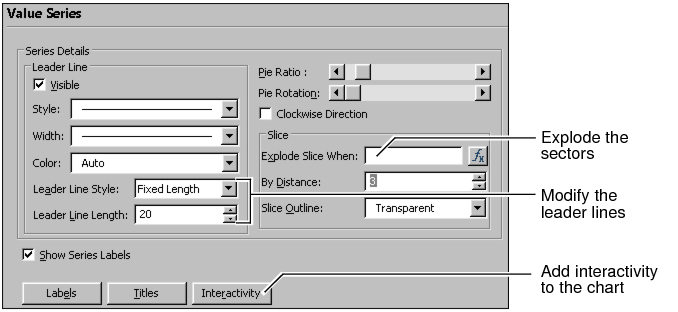 Value Series
Series Details
Leader Line
Visible
Style:
Width:
Color: Auto
Leader Line Style: Fixed Length
Leader Line Length: 20
Pie Ratio :
Pie Rotation:
Clockwise Direction
Slice
Explode Slice When: fx
By Distance: 3
Slice Outline: Transparent
Show Series Labels
Labels Titles Interactivity
Explode the
sectors
Modify the
leader lines
Add interactivity
to the chart